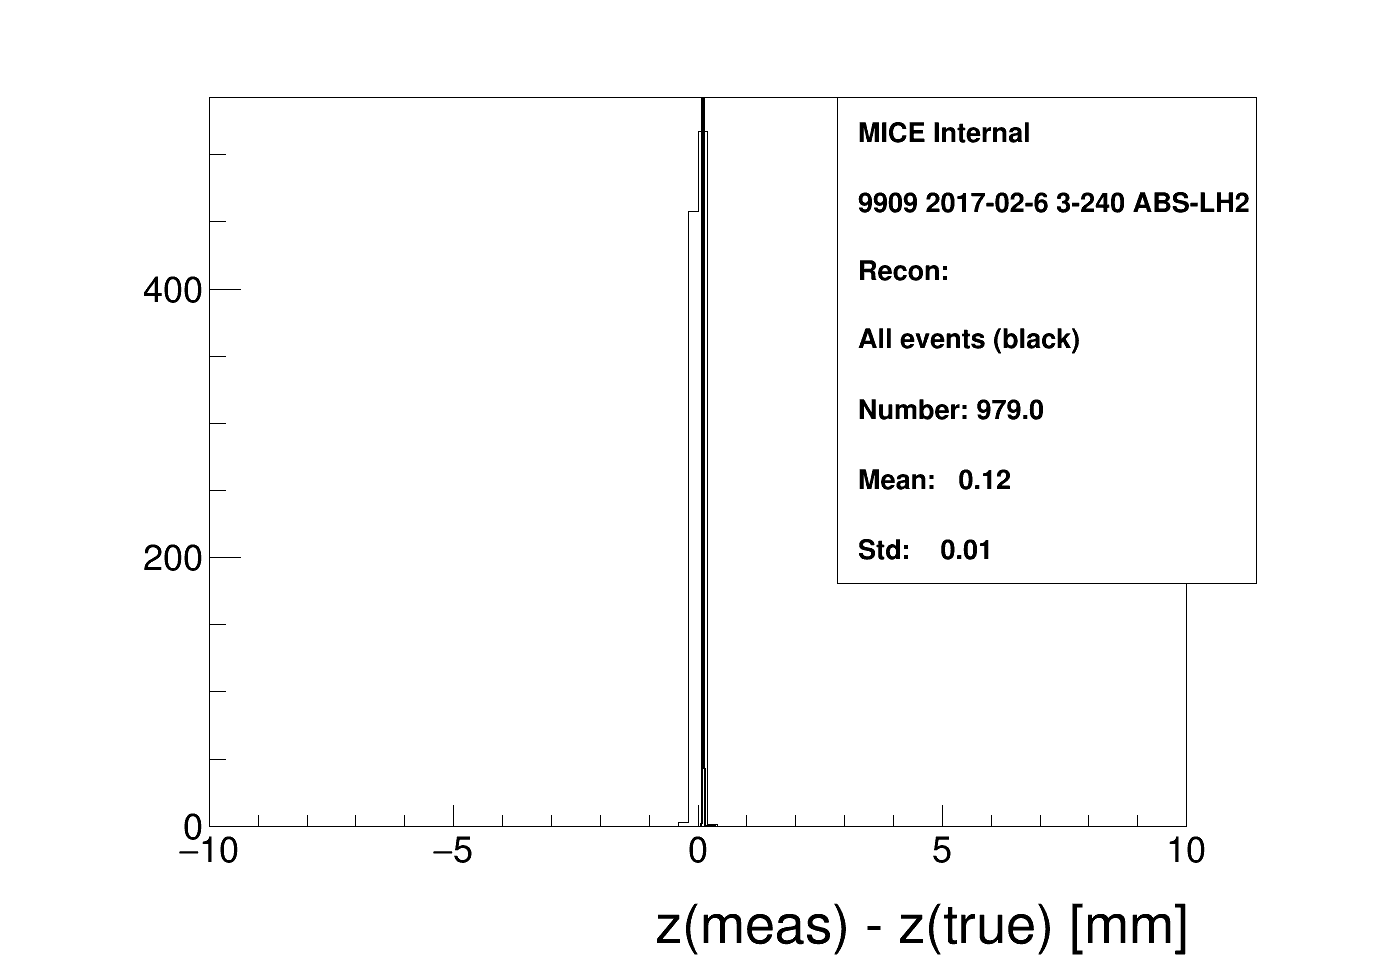 MICE Internal
9909 2017-02-6 3-240 ABS-LH2
Recon:
All events (black)
Number: 979.0
Mean: 0.12
Std: 0.01
400
200
0
−10
−5
0
5
10
z(meas) - z(true) [mm]